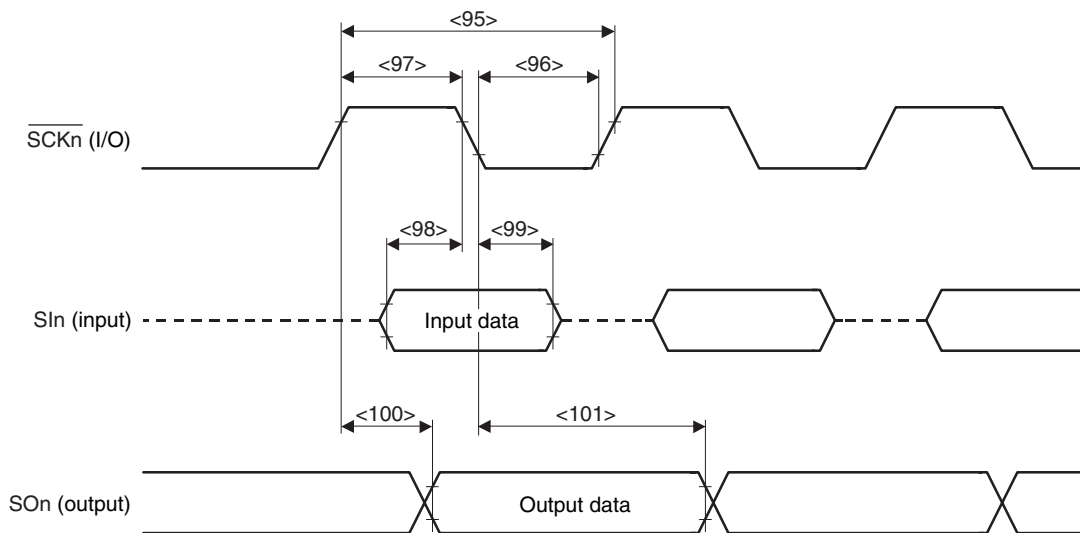 <95>
<97> <96>
SCKn (I/O)
<98> <99>
SIn (input)
Input data
<100> <101>
SOn (output)
Output data